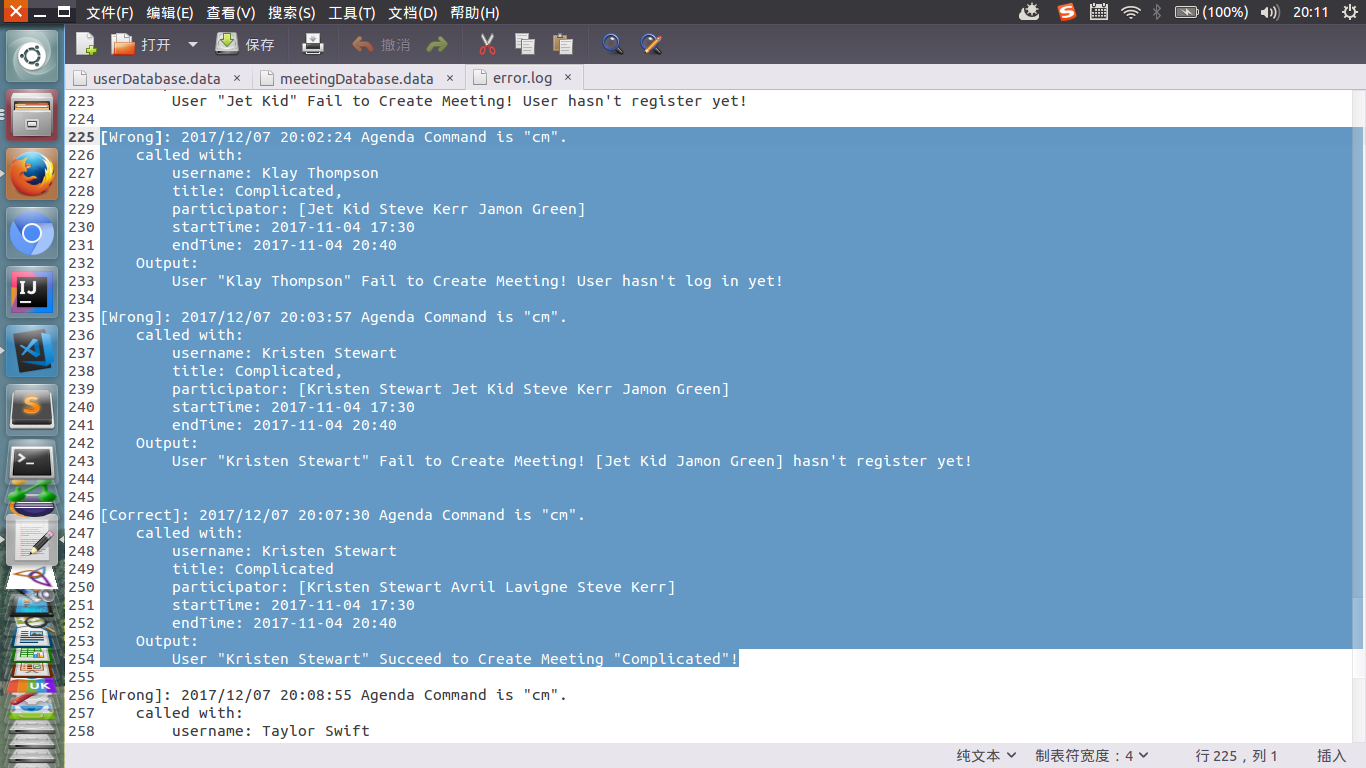 文件(F) 编辑(E) 查看(V) 搜索(S) 工具(T) 文档(D) 帮助(H) (100%) 20:11
打开 保存 撤消
userDatabase.data × meetingDatabase.data × error.log ×
223 User "Jet Kid" Fail to Create Meeting! User hasn't register yet!
224
225 [Wrong]: 2017/12/07 20:02:24 Agenda Command is "cm".
226 called with:
227 username: Klay Thompson
228 title: Complicated,
229 participator: [Jet Kid Steve Kerr Jamon Green]
230 startTime: 2017-11-04 17:30
231 endTime: 2017-11-04 20:40
232 Output:
233 User "Klay Thompson" Fail to Create Meeting! User hasn't log in yet!
234
235 [Wrong]: 2017/12/07 20:03:57 Agenda Command is "cm".
236 called with:
237 username: Kristen Stewart
238 title: Complicated,
239 participator: [Kristen Stewart Jet Kid Steve Kerr Jamon Green]
240 startTime: 2017-11-04 17:30
241 endTime: 2017-11-04 20:40
242 Output:
243 User "Kristen Stewart" Fail to Create Meeting! [Jet Kid Jamon Green] hasn't register yet!
244
245
246 [Correct]: 2017/12/07 20:07:30 Agenda Command is "cm".
247 called with:
248 username: Kristen Stewart
249 title: Complicated
250 participator: [Kristen Stewart Avril Lavigne Steve Kerr]
251 startTime: 2017-11-04 17:30
252 endTime: 2017-11-04 20:40
253 Output:
254 User "Kristen Stewart" Succeed to Create Meeting "Complicated"!
255
256 [Wrong]: 2017/12/07 20:08:55 Agenda Command is "cm".
257 called with:
258 username: Taylor Swift
IJ
S
UK
纯文本 制表符宽度：4 行 225，列 1 插入